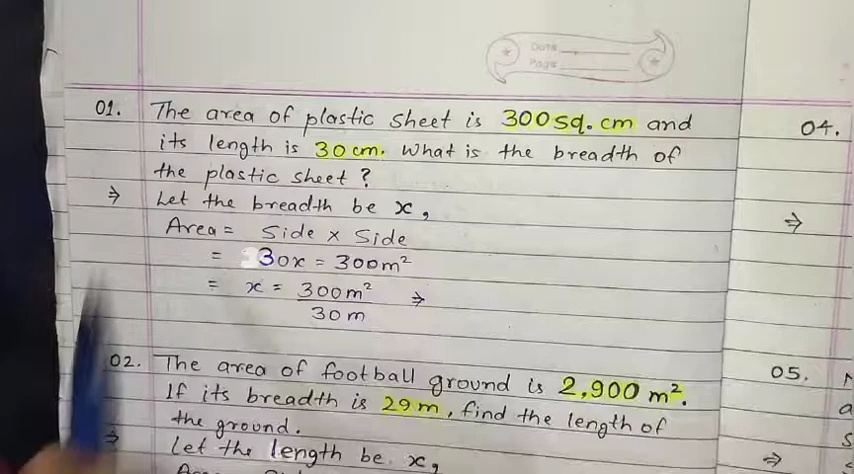 Date
Page
01. The area of plastic sheet is 300 sq. cm and
its length is 30 cm. What is the breadth of
the plastic sheet ?
⇒ Let the breadth be x,
Area = Side x Side
= 30x = 300m²
= x = 300m² ⇒
30 m
02. The area of football ground is 2,900 m².
If its breadth is 29 m, find the length of
the ground.
⇒ Let the length be x,
04.
⇒
05.
⇒